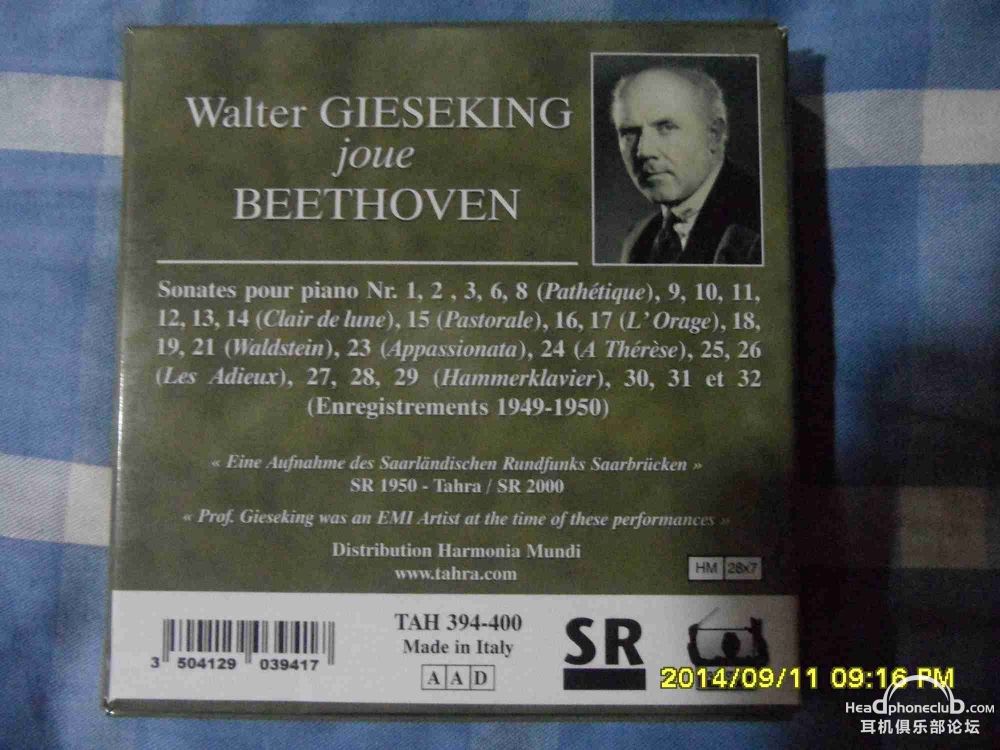 Walter GIESEKING
joue
BEETHOVEN
Sonates pour piano Nr. 1, 2 , 3, 6, 8 (Pathétique), 9, 10, 11,
12, 13, 14 (Clair de lune), 15 (Pastorale), 16, 17 (L' Orage), 18,
19, 21 (Waldstein), 23 (Appassionata), 24 (A Thérèse), 25, 26
(Les Adieux), 27, 28, 29 (Hammerklavier), 30, 31 et 32
(Enregistrements 1949-1950)
« Eine Aufnahme des Saarländischen Rundfunks Saarbrücken »
SR 1950 - Tahra / SR 2000
« Prof. Gieseking was an EMI Artist at the time of these performances »
Distribution Harmonia Mundi
www.tahra.com
HM 28x7
TAH 394-400
Made in Italy
A A D
3 504129 039417
SR
2014/09/11 09:16 PM
HeadphoneclubD.com
耳机俱乐部论坛